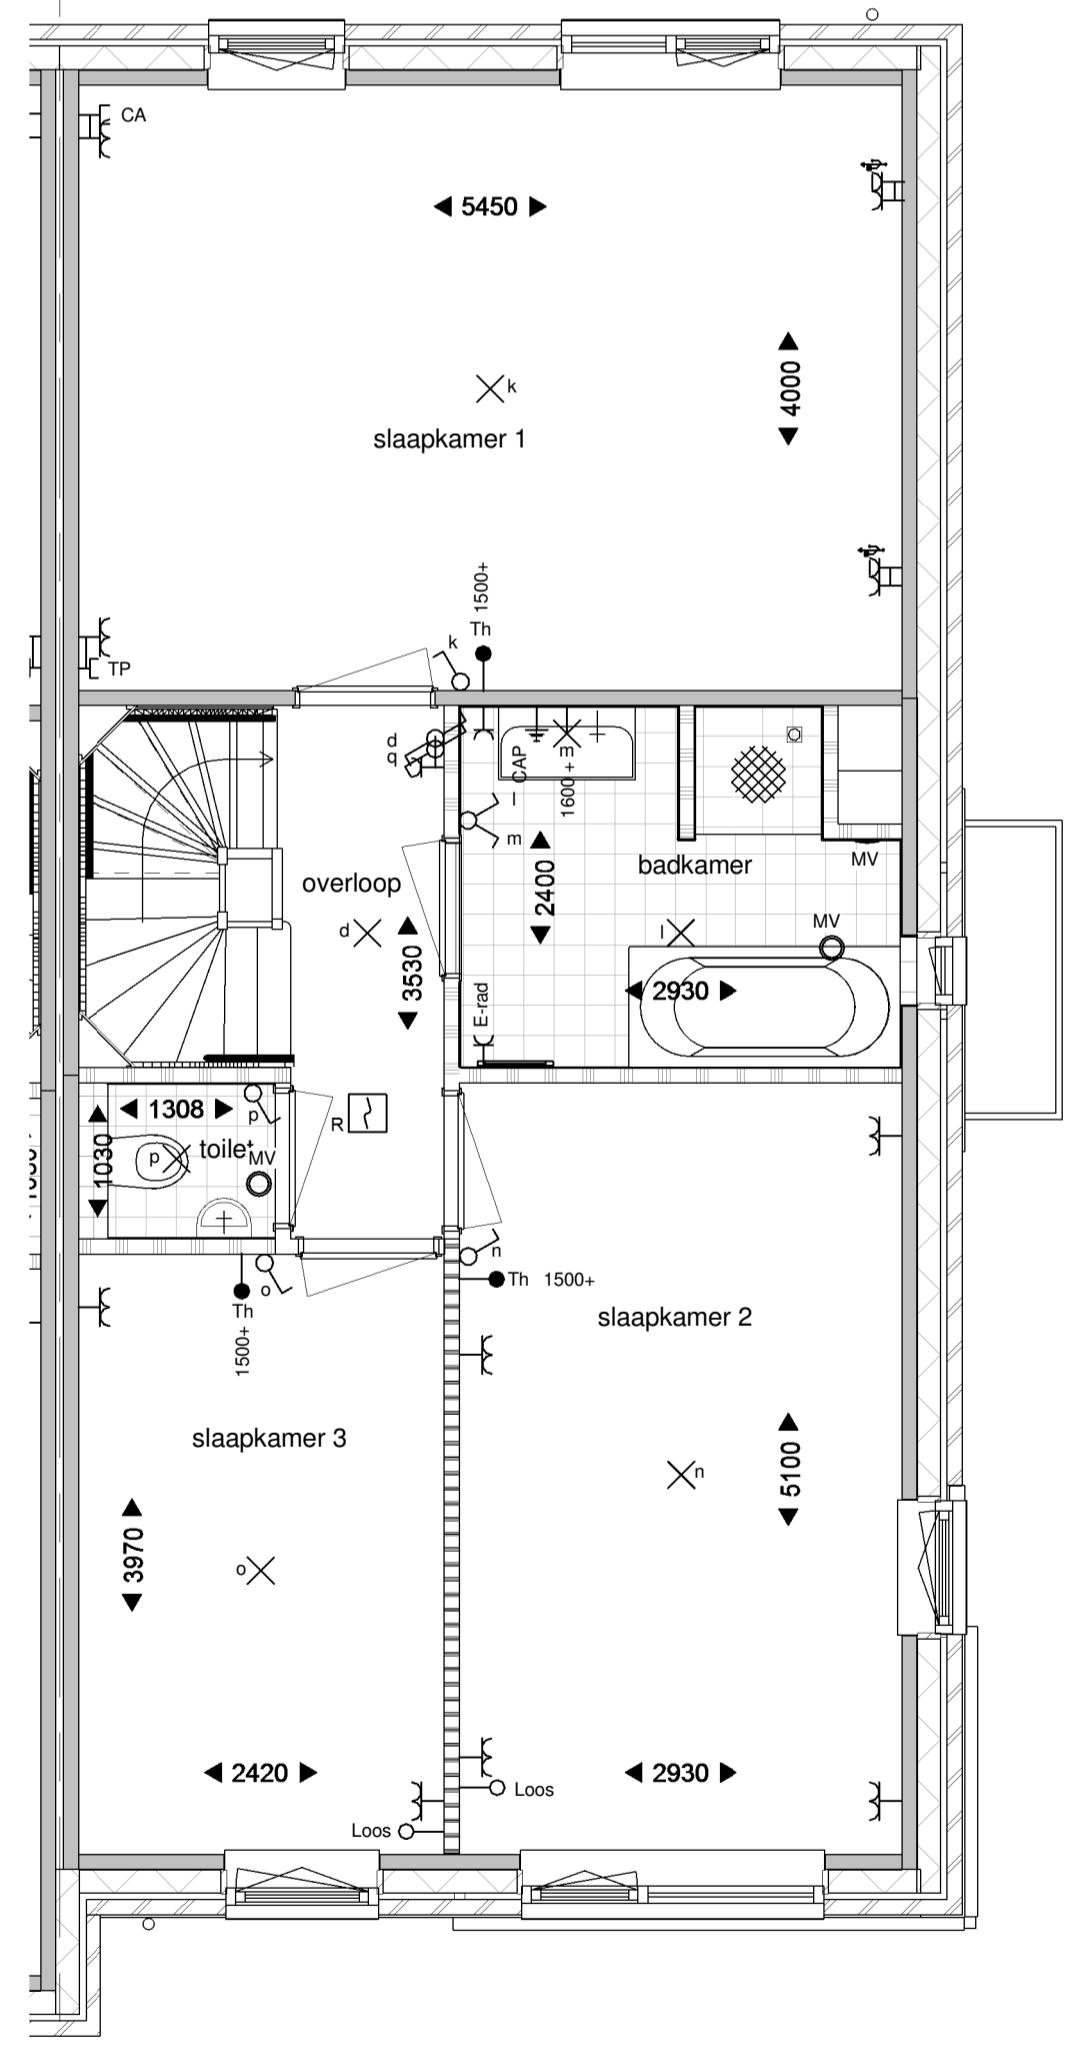 CA
5450
4000
k
slaapkamer 1
1500+
Th
k
TP
d
q
CAP
m
1600 +
l
m
MV
badkamer
2400
overloop
d
3530
MV
l
2930
E-rad
1308
p
R
1030
p
toilet
MV
n
o
Th 1500+
Th
1500+
slaapkamer 2
slaapkamer 3
5100
n
3970
o
2420
2930
Loos
Loos